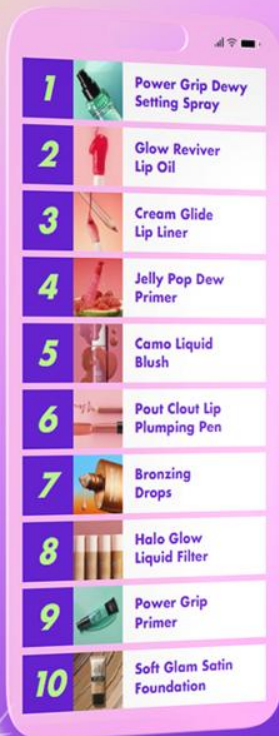 1
Power Grip Dewy
Setting Spray
2
Glow Reviver
Lip Oil
3
Cream Glide
Lip Liner
4
Jelly Pop Dew
Primer
5
Camo Liquid
Blush
6
Pout Clout Lip
Plumping Pen
7
Bronzing
Drops
8
Halo Glow
Liquid Filter
9
Power Grip
Primer
10
Soft Glam Satin
Foundation